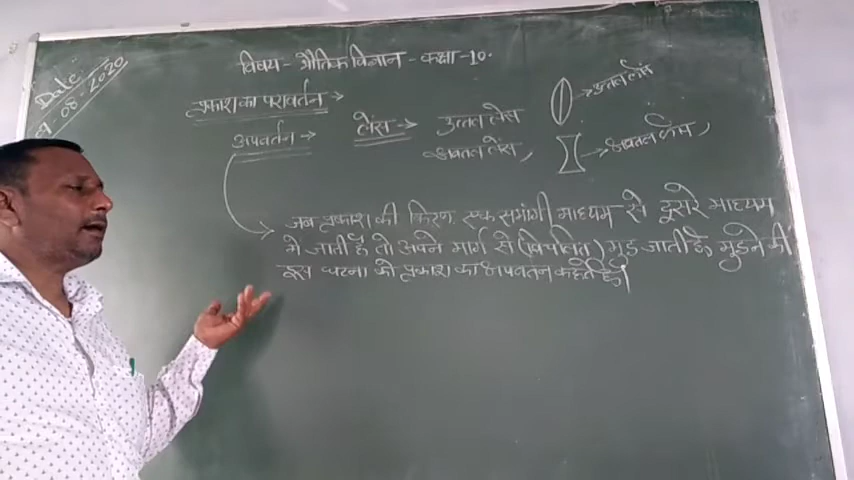 विषय - भौतिक विज्ञान - कक्षा - 10.
Date
9.08.2020
प्रकाश का परावर्तन →
अपवर्तन →
लेंस → उत्तल लेंस
अवतल लेंस,
→ उत्तल लेंस
→ अवतल लेंस
जब प्रकाश की किरण एक समांगी माध्यम से दूसरे माध्यम
मे जाती है तो अपने मार्ग से (विचलित) मुड़ जाती है मुड़ने की
इस घटना को प्रकाश का अपवर्तन कहते है।